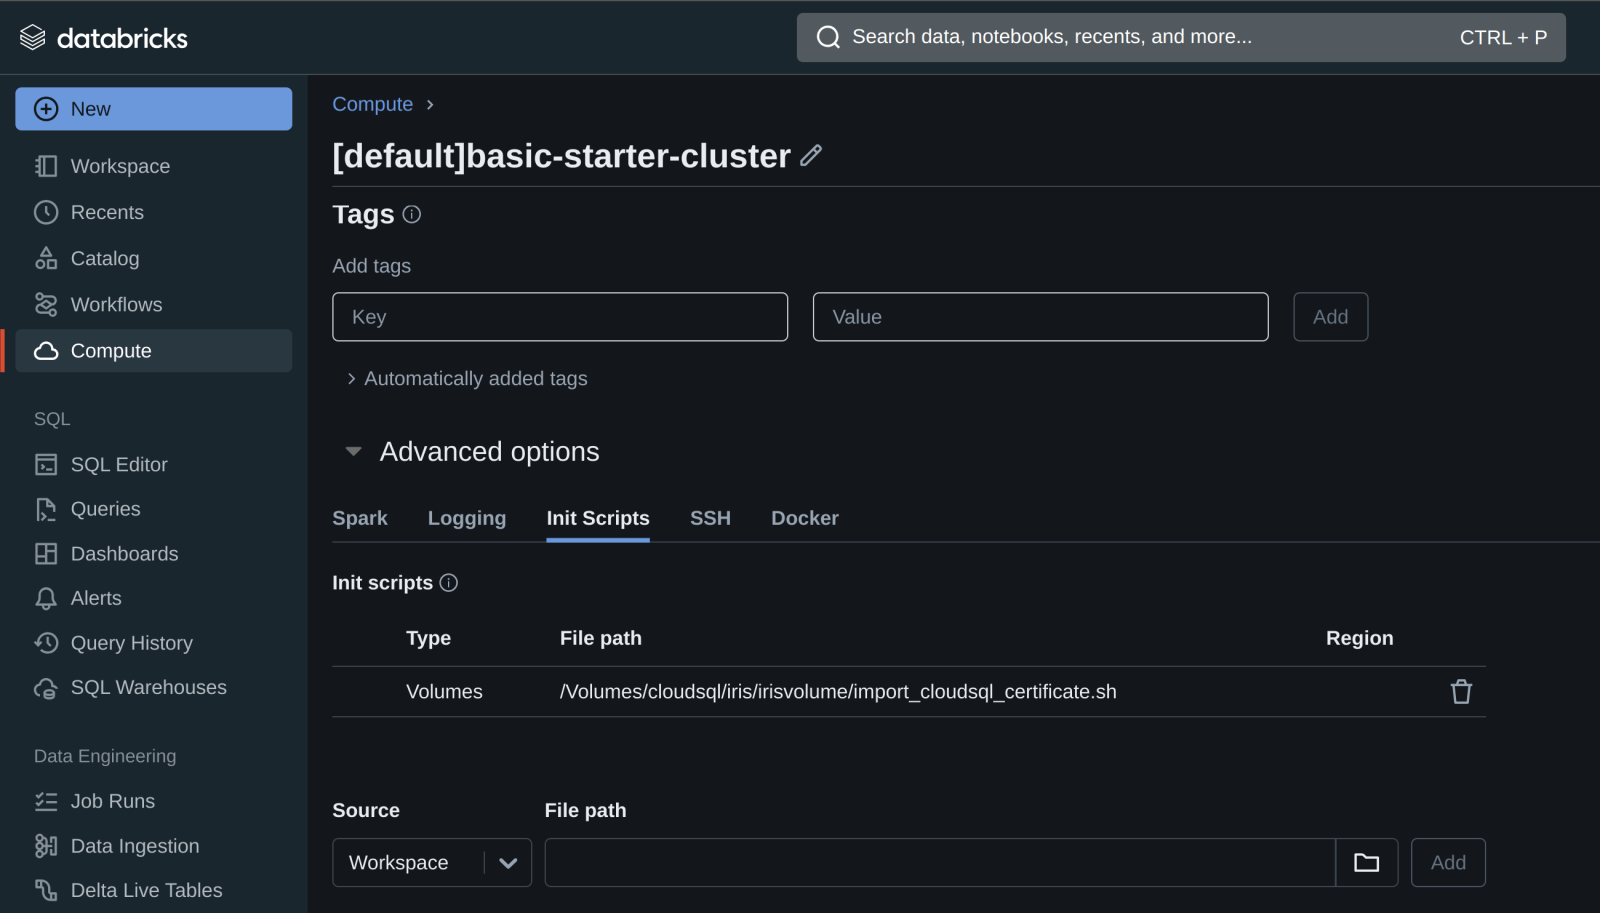 databricks
Search data, notebooks, recents, and more...
CTRL + P
New
Workspace
Recents
Catalog
Workflows
Compute
SQL
SQL Editor
Queries
Dashboards
Alerts
Query History
SQL Warehouses
Data Engineering
Job Runs
Data Ingestion
Delta Live Tables
Compute
[default]basic-starter-cluster
Tags
Add tags
Key
Value
Add
Automatically added tags
Advanced options
Spark
Logging
Init Scripts
SSH
Docker
Init scripts
Type
File path
Region
Volumes
/Volumes/cloudsql/iris/irisvolume/import_cloudsql_certificate.sh
Source
File path
Workspace
Add